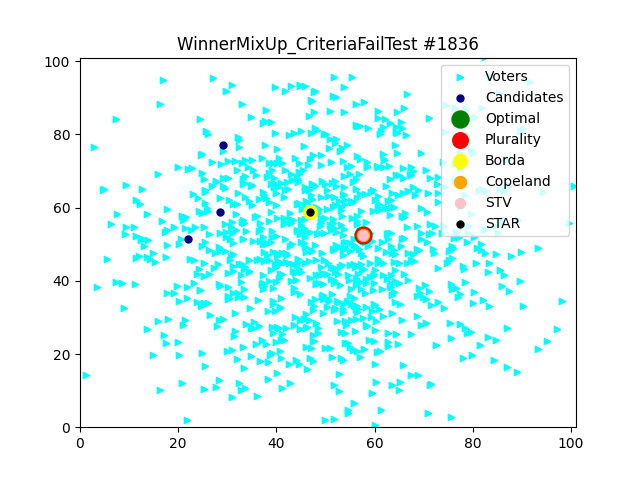 WinnerMixUp_CriteriaFailTest #1836
100
80
60
40
20
0
0
20
40
60
80
100
Voters
Candidates
Optimal
Plurality
Borda
Copeland
STV
STAR